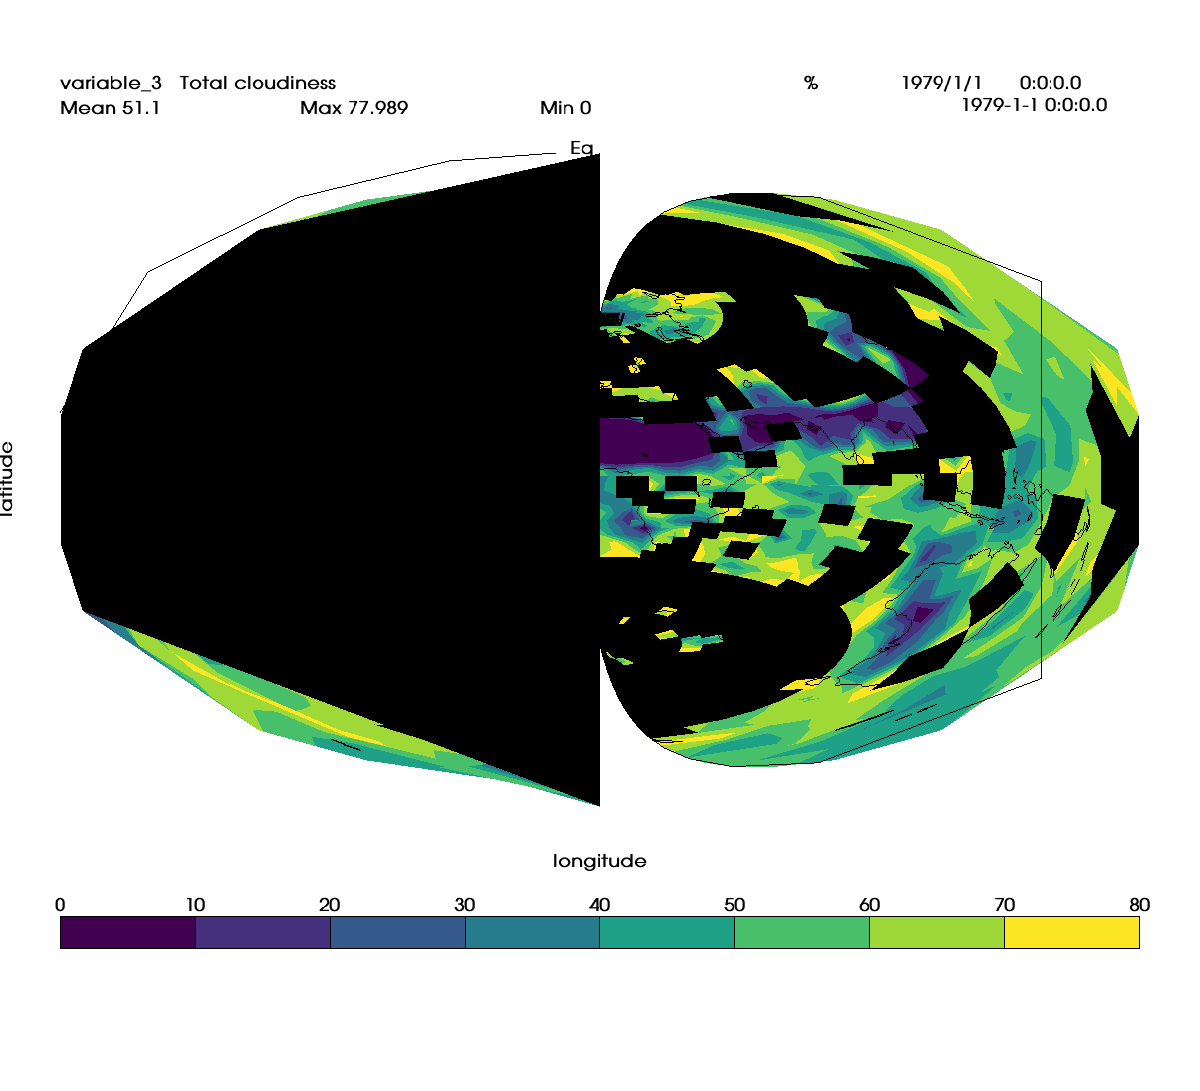 variable_3 Total cloudiness % 1979/1/1 0:0:0.0
Mean 51.1 Max 77.989 Min 0 1979-1-1 0:0:0.0
Eq
latitude
longitude
0 10 20 30 40 50 60 70 80